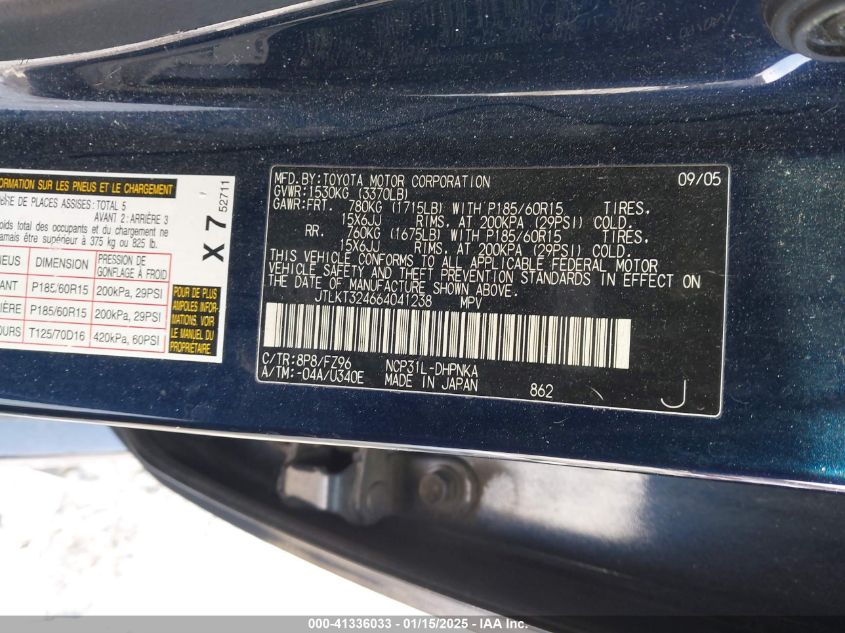 ORMATION SUR LES PNEUS ET LE CHARGEMENT
DE PLACES ASSISES: TOTAL 5
AVANT 2: ARRIÈRE 3
poids total des occupants et du chargement ne
jamais être supérieur à 375 kg ou 825 lb.
NEUS DIMENSION PRESSION DE GONFLAGE À FROID
ANT P185/60R15 200kPa, 29PSI
IÈRE P185/60R15 200kPa, 29PSI
OURS T125/70D16 420kPa, 60PSI
X 7 52711
POUR PLUS DE
DÉTAILS, VOIR
LE MANUEL DU
PROPRIÉTAIRE.
MFD.BY:TOYOTA MOTOR CORPORATION 09/05
GVWR:1530KG (3370LB)
GAWR:FRT. 780KG (1715LB) WITH P185/60R15 TIRES,
15X6JJ RIMS, AT 200KPA (29PSI) COLD.
RR. 760KG (1675LB) WITH P185/60R15 TIRES,
15X6JJ RIMS, AT 200KPA (29PSI) COLD.
THIS VEHICLE CONFORMS TO ALL APPLICABLE FEDERAL MOTOR
VEHICLE SAFETY AND THEFT PREVENTION STANDARDS IN EFFECT ON
THE DATE OF MANUFACTURE SHOWN ABOVE.
JTLKT324664041238 MPV
C/TR:8P8/FZ96 NCP31L-DHPNKA
A/TM:-04A/U340E MADE IN JAPAN 862 J
000-41336033 - 01/15/2025 - IAA Inc.